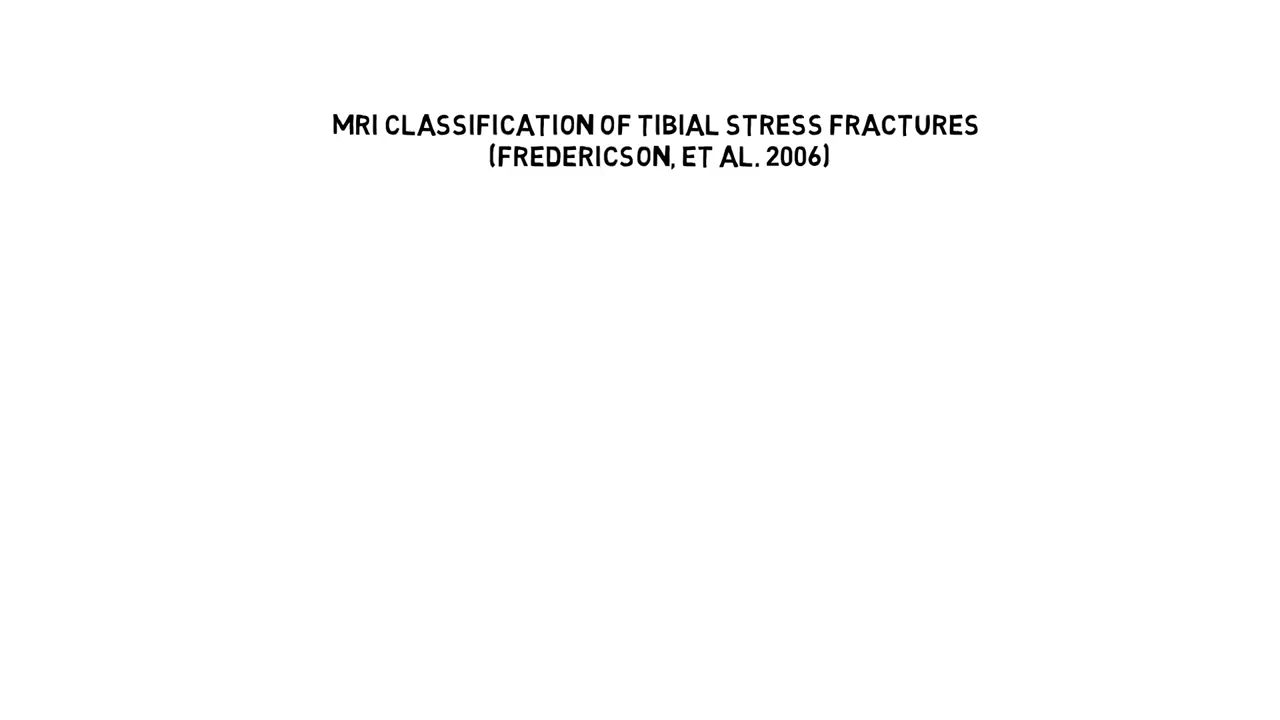 MRI CLASSIFICATION OF TIBIAL STRESS FRACTURES
(FREDERICSON, ET AL. 2006)